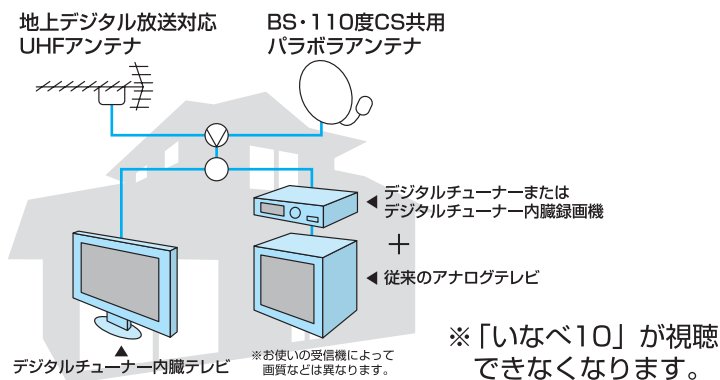 地上デジタル放送対応
UHFアンテナ
BS・110度CS共用
パラボラアンテナ
デジタルチューナーまたは
デジタルチューナー内臓録画機
+
従来のアナログテレビ
デジタルチューナー内臓テレビ
※お使いの受信機によって
画質などは異なります。
※「いなべ10」が視聴
できなくなります。